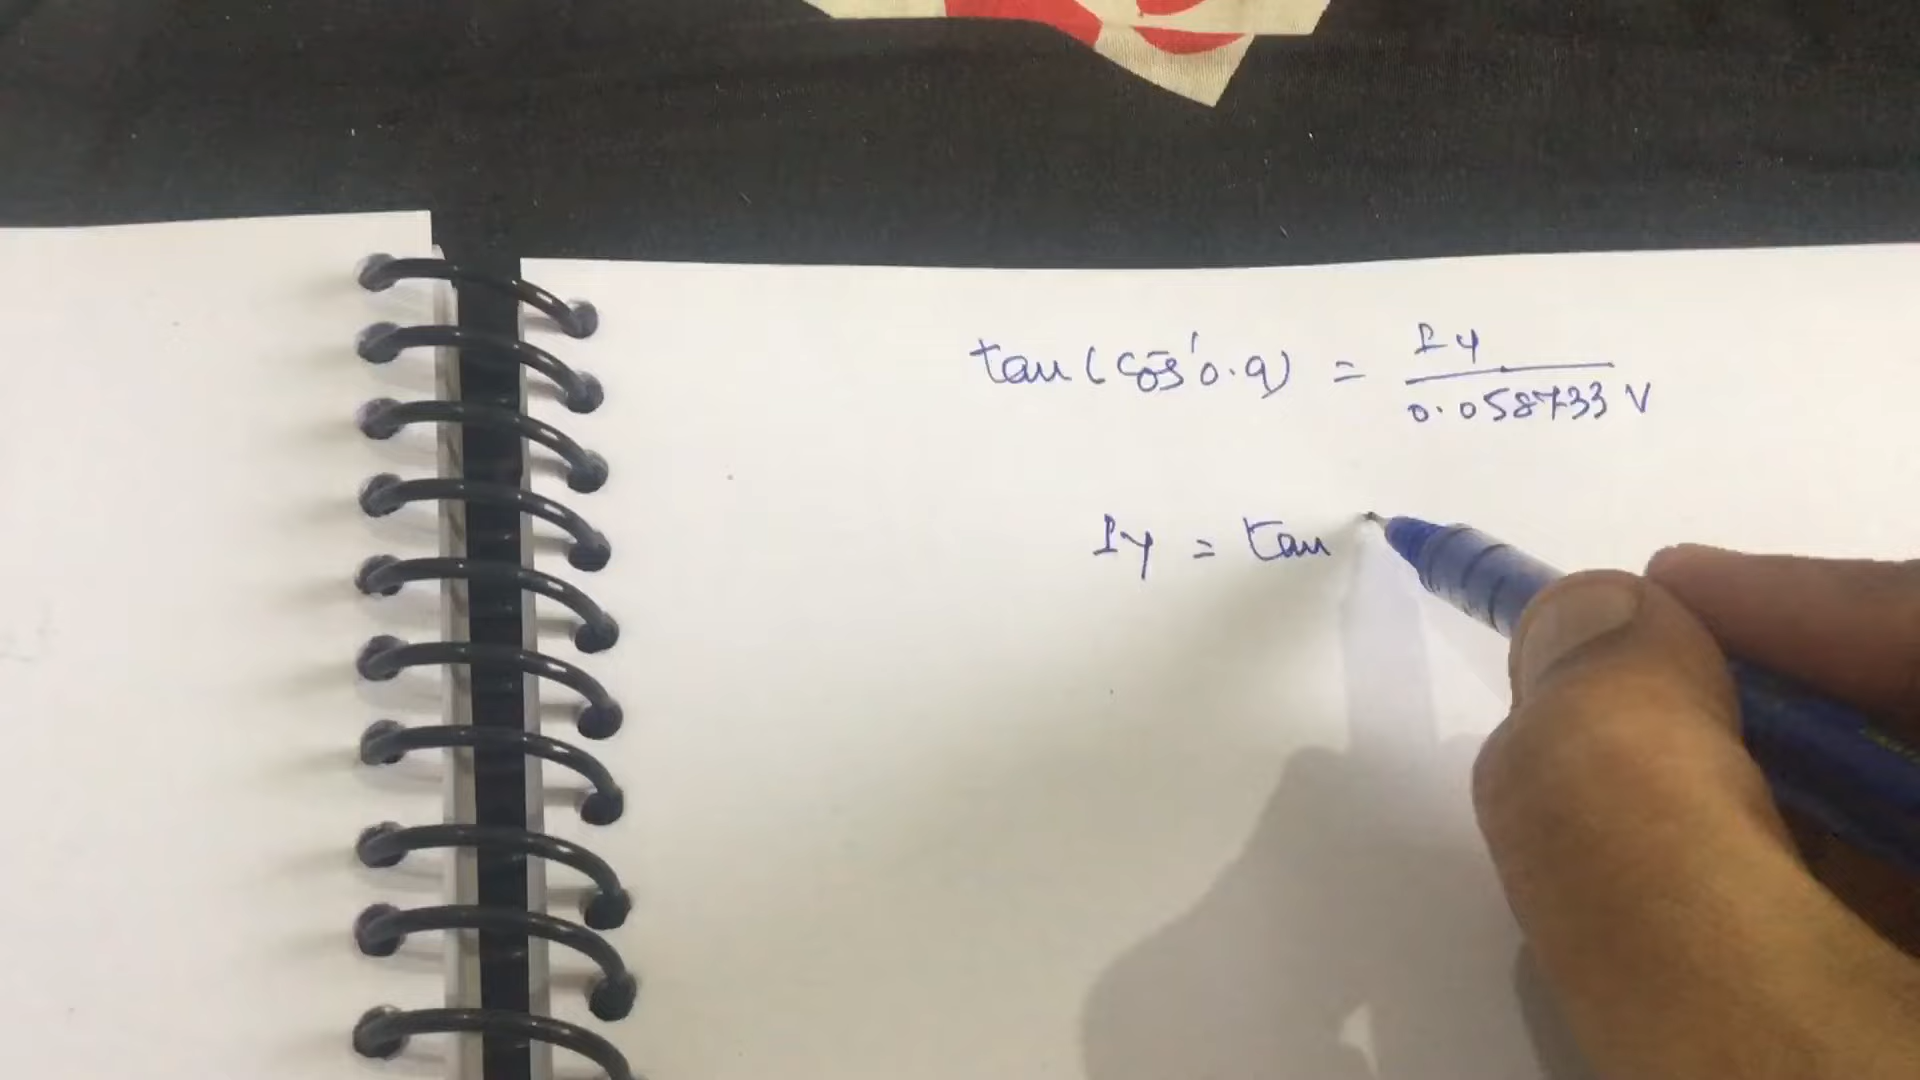 tan(cos⁻¹0.9) = Iy / 0.058733 V
Iy = tan